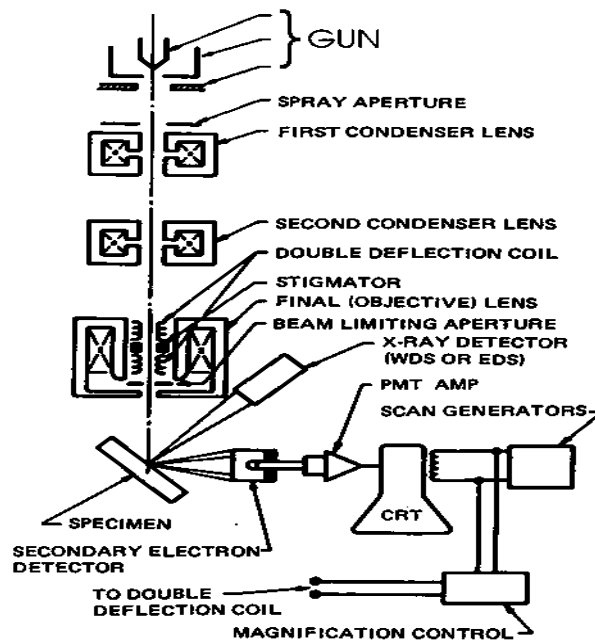 GUN
SPRAY APERTURE
FIRST CONDENSER LENS
SECOND CONDENSER LENS
DOUBLE DEFLECTION COIL
STIGMATOR
FINAL (OBJECTIVE) LENS
BEAM LIMITING APERTURE
X-RAY DETECTOR
(WDS OR EDS)
PMT AMP
SCAN GENERATORS
CRT
SPECIMEN
SECONDARY ELECTRON
DETECTOR
TO DOUBLE
DEFLECTION COIL
MAGNIFICATION CONTROL